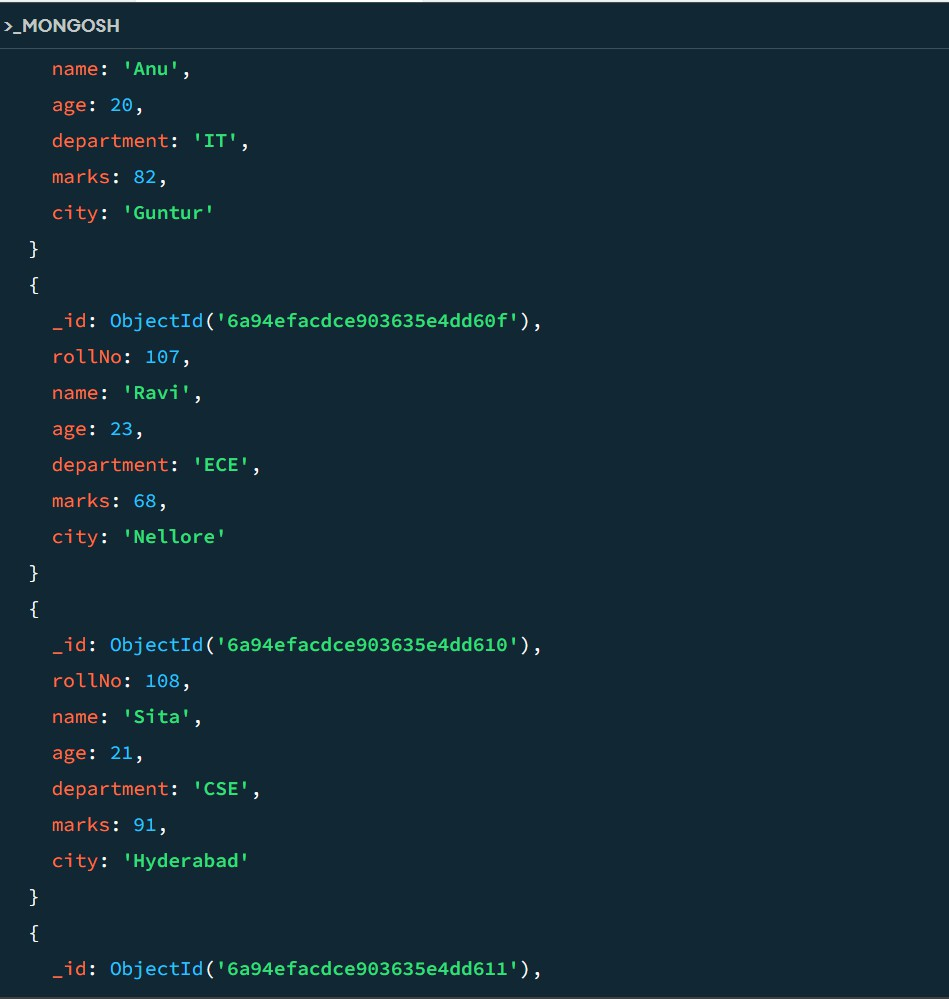 >_MONGOSH
name: 'Anu',
age: 20,
department: 'IT',
marks: 82,
city: 'Guntur'
}
{
_id: ObjectId('6a94efacdce903635e4dd60f'),
rollNo: 107,
name: 'Ravi',
age: 23,
department: 'ECE',
marks: 68,
city: 'Nellore'
}
{
_id: ObjectId('6a94efacdce903635e4dd610'),
rollNo: 108,
name: 'Sita',
age: 21,
department: 'CSE',
marks: 91,
city: 'Hyderabad'
}
{
_id: ObjectId('6a94efacdce903635e4dd611'),